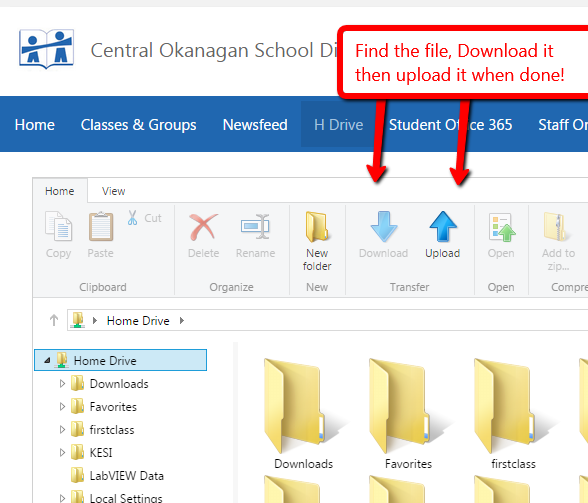 Central Okanagan School Di
Find the file, Download it
then upload it when done!
Home Classes & Groups Newsfeed H Drive Student Office 365 Staff On
Home View
Copy Paste Cut Delete Rename New folder Download Upload Open Add to zip...
Clipboard Organize New Transfer Open Compre
Home Drive
Home Drive
Downloads
Favorites
firstclass
KESI
LabVIEW Data
Local Settings
Downloads Favorites firstclass